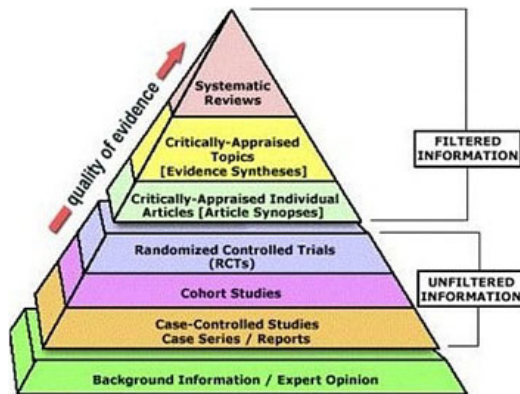 quality of evidence
Systematic
Reviews
Critically-Appraised
Topics
[Evidence Syntheses]
Critically-Appraised Individual
Articles [Article Synopses]
FILTERED
INFORMATION
Randomized Controlled Trials
(RCTs)
Cohort Studies
Case-Controlled Studies
Case Series / Reports
UNFILTERED
INFORMATION
Background Information / Expert Opinion